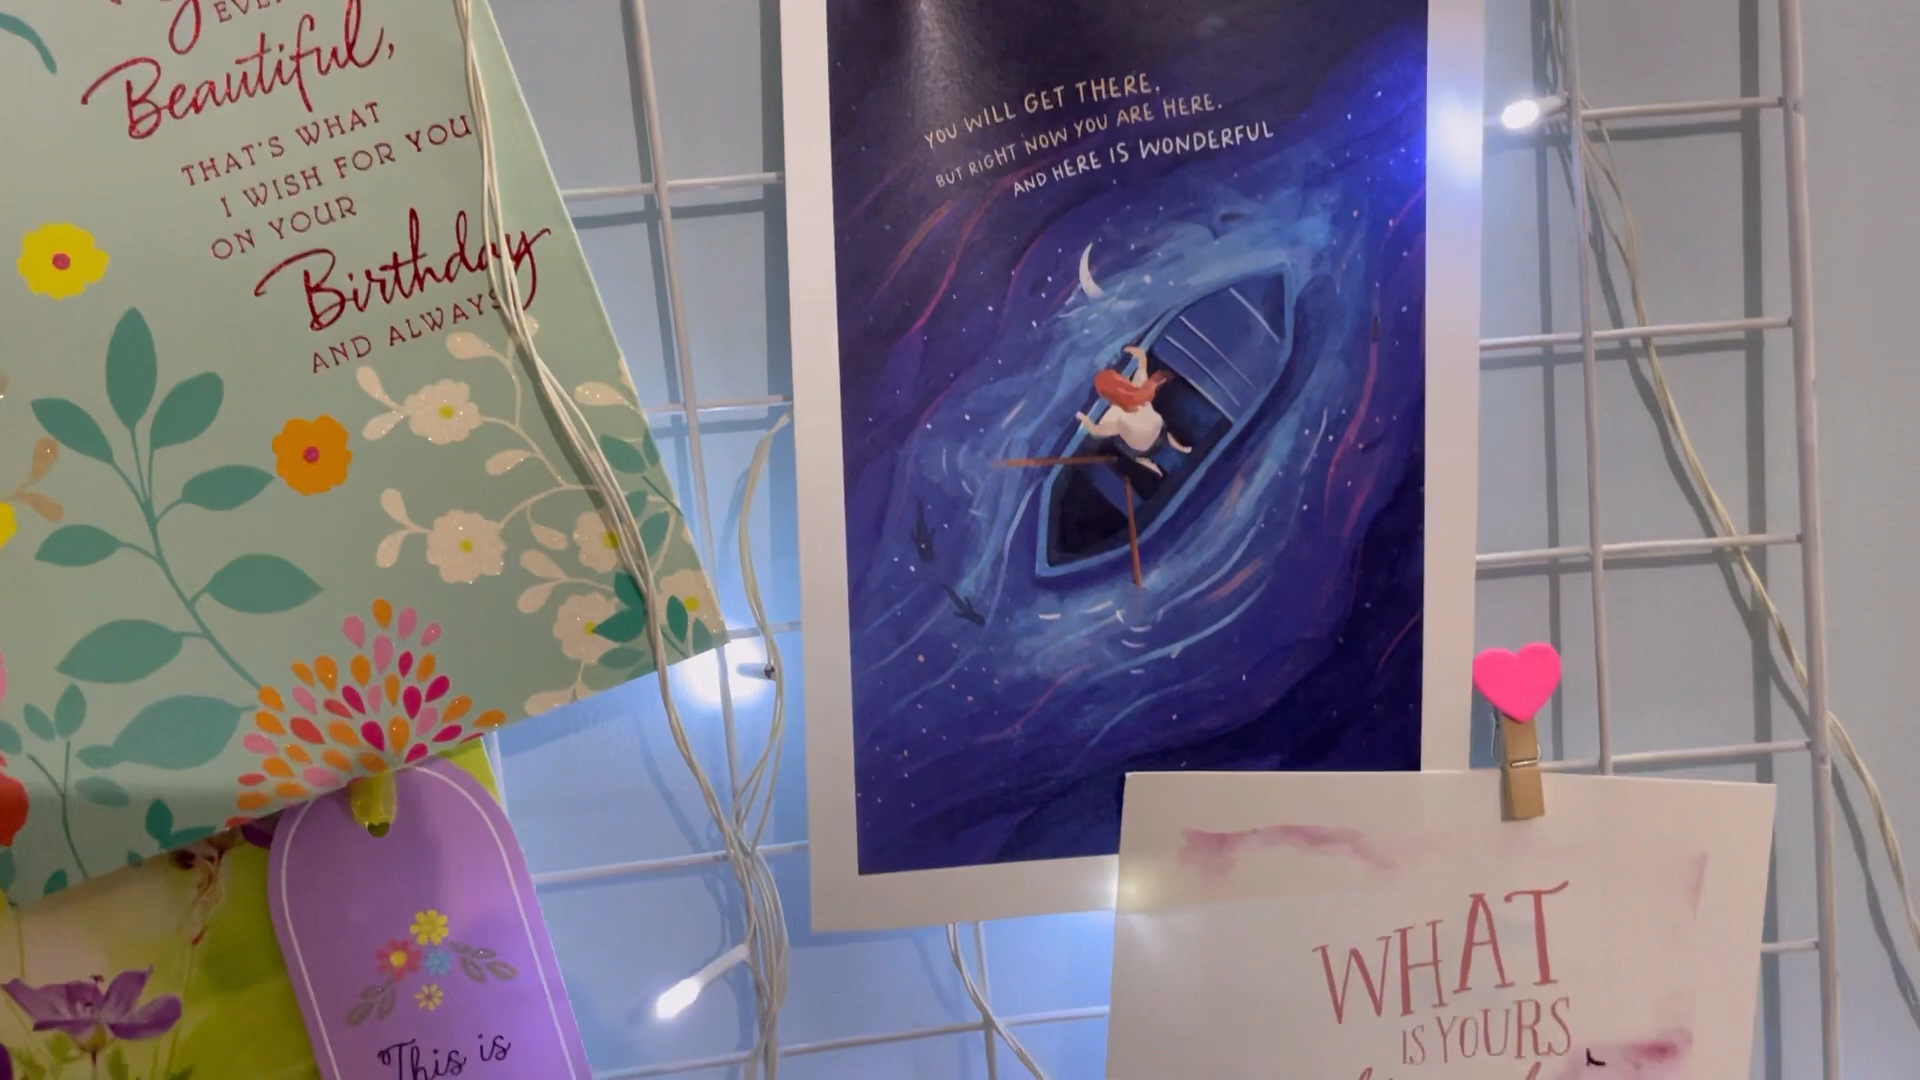 Beautiful,
THAT'S WHAT
I WISH FOR YOU
ON YOUR
Birthday
AND ALWAYS
YOU WILL GET THERE.
BUT RIGHT NOW YOU ARE HERE.
AND HERE IS WONDERFUL
This is
WHAT
IS YOURS